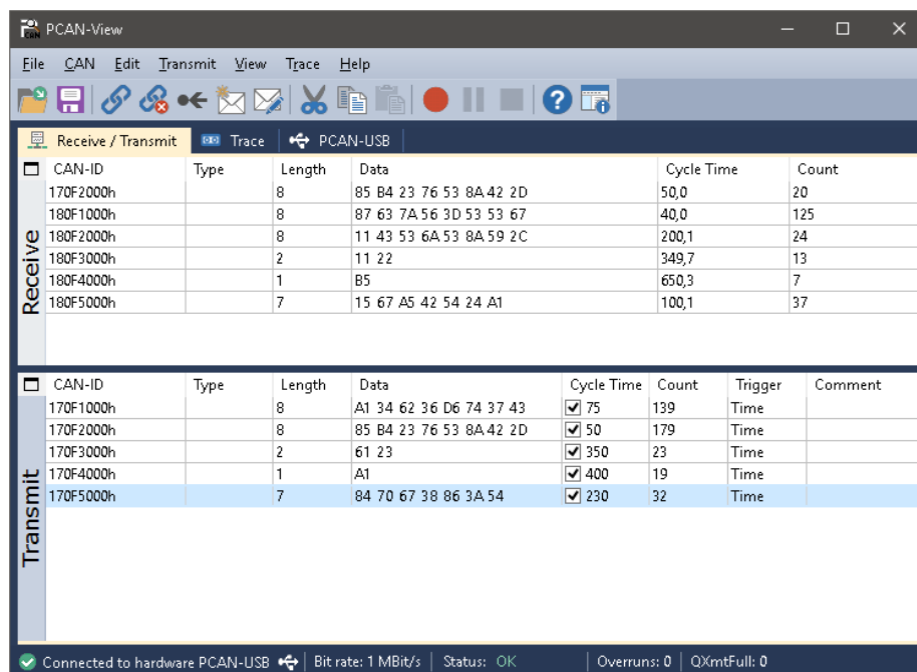 PCAN-View
File CAN Edit Transmit View Trace Help
Receive / Transmit Trace PCAN-USB
CAN-ID Type Length Data Cycle Time Count
170F2000h 8 85 B4 23 76 53 8A 42 2D 50,0 20
180F1000h 8 87 63 7A 56 3D 53 53 67 40,0 125
180F2000h 8 11 43 53 6A 53 8A 59 2C 200,1 24
180F3000h 2 11 22 349,7 13
180F4000h 1 B5 650,3 7
180F5000h 7 15 67 A5 42 54 24 A1 100,1 37
Receive
CAN-ID Type Length Data Cycle Time Count Trigger Comment
170F1000h 8 A1 34 62 36 D6 74 37 43 75 139 Time
170F2000h 8 85 B4 23 76 53 8A 42 2D 50 179 Time
170F3000h 2 61 23 350 23 Time
170F4000h 1 A1 400 19 Time
170F5000h 7 84 70 67 38 86 3A 54 230 32 Time
Transmit
Connected to hardware PCAN-USB Bit rate: 1 MBit/s Status: OK Overruns: 0 QXmtFull: 0